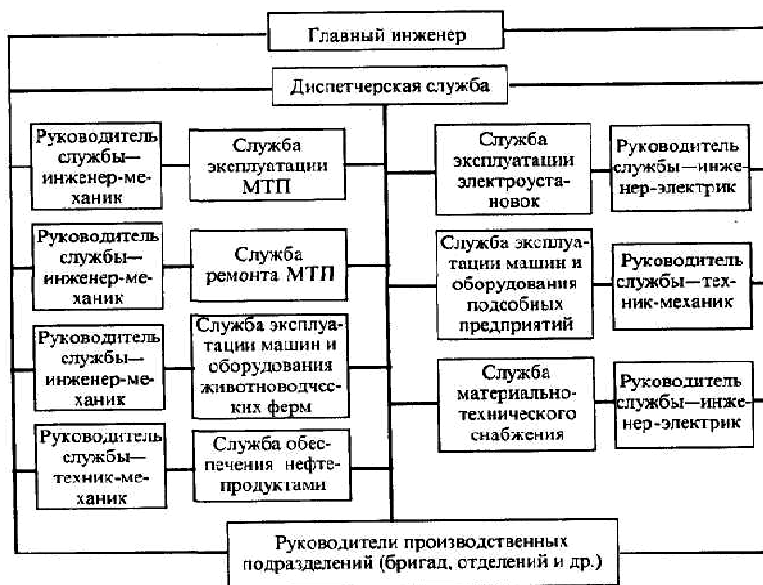 Главный инженер
Диспетчерская служба
Руководитель
службы—
инженер-ме-
ханик
Служба
эксплуатации
МТП
Служба
эксплуатации
электроуста-
новок
Руководитель
службы—инже-
нер-электрик
Руководитель
службы—
инженер-ме-
ханик
Служба
ремонта МТП
Служба эксплуа-
тации машин и
оборудования
подсобных
предприятий
Руководитель
службы—тех-
ник-механик
Руководитель
службы—
инженер-ме-
ханик
Служба эксплуа-
тации машин и
оборудования
животноводчес-
ких ферм
Служба
материально-
технического
снабжения
Руководитель
службы—инже-
нер-электрик
Руководитель
службы—
техник-ме-
ханик
Служба обес-
печения нефте-
продуктами
Руководители производственных
подразделений (бригад, отделений и др.)